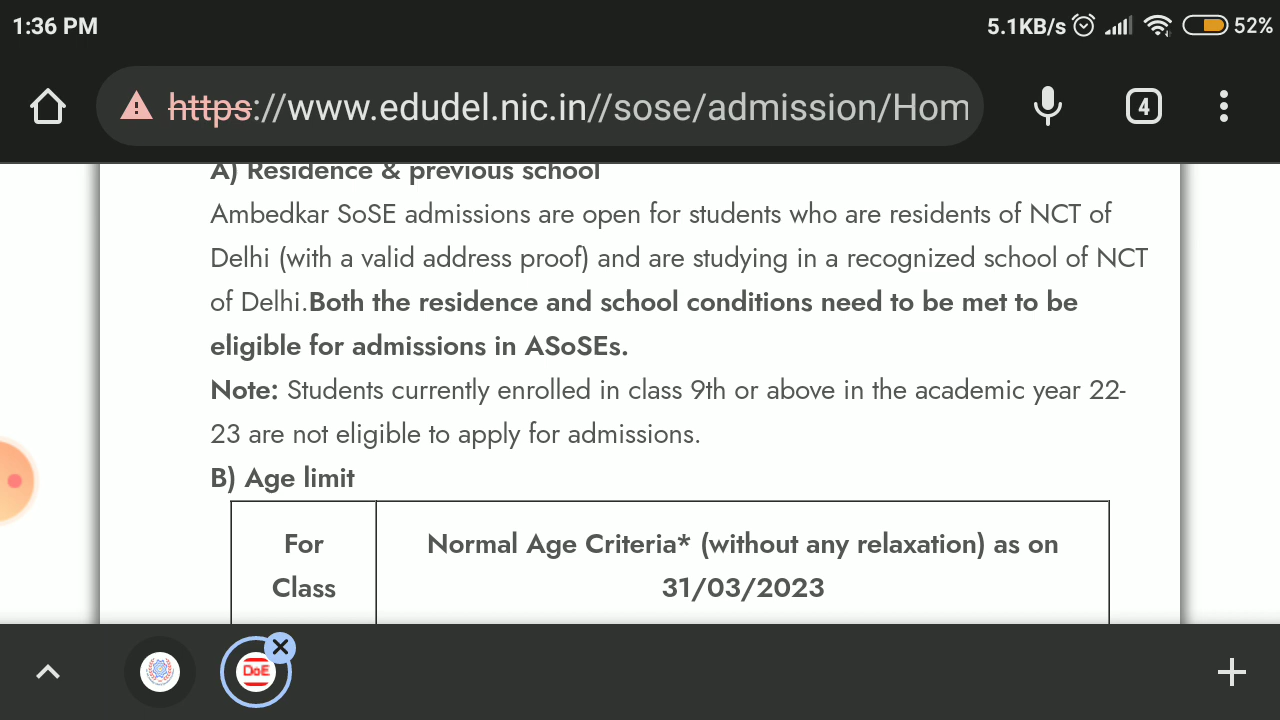 1:36 PM
5.1KB/s 52%
https://www.edudel.nic.in//sose/admission/Hom
4
A) Residence & previous school
Ambedkar SoSE admissions are open for students who are residents of NCT of
Delhi (with a valid address proof) and are studying in a recognized school of NCT
of Delhi.Both the residence and school conditions need to be met to be
eligible for admissions in ASoSEs.
Note: Students currently enrolled in class 9th or above in the academic year 22-
23 are not eligible to apply for admissions.
B) Age limit
For
Class
Normal Age Criteria* (without any relaxation) as on
31/03/2023
DoE